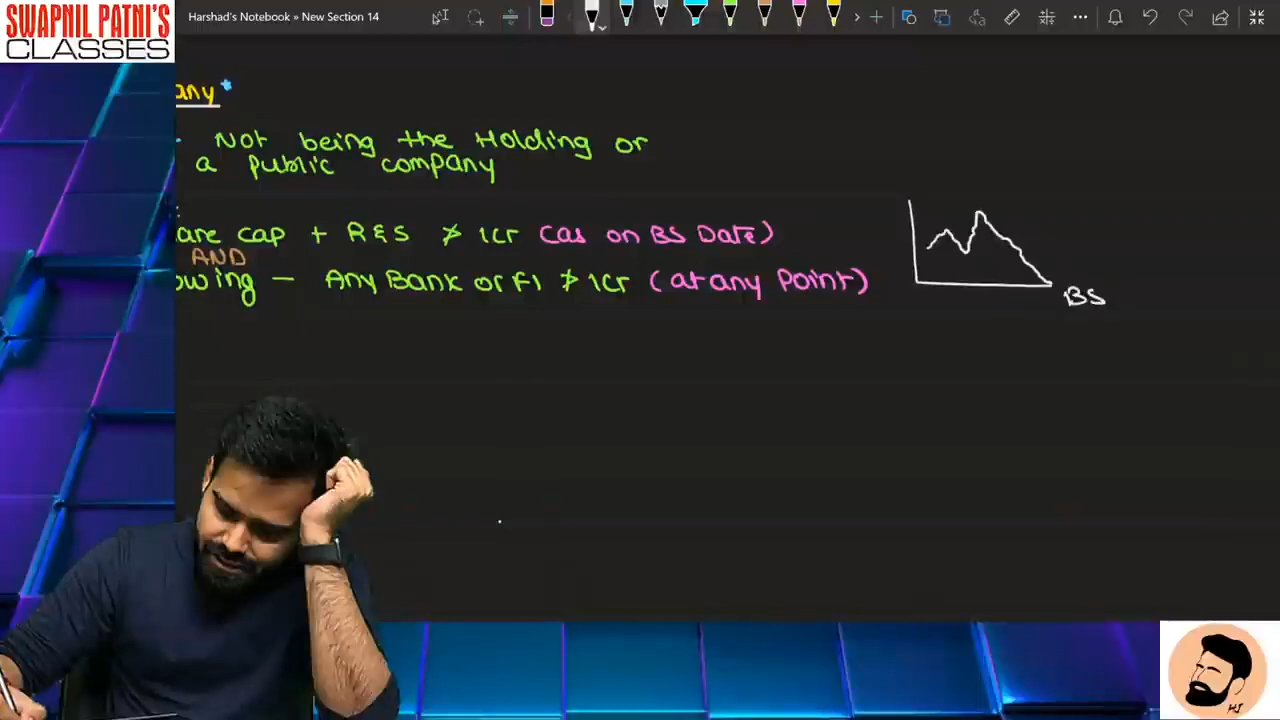 SWAPNIL PATNI'S
CLASSES
Harshad's Notebook » New Section 14
any *
Not being the Holding or
a public company
are cap + R&S ≯ 1cr (as on BS Date)
AND
owing - Any Bank or FI ≯ 1cr (at any Point)
BS
HJ